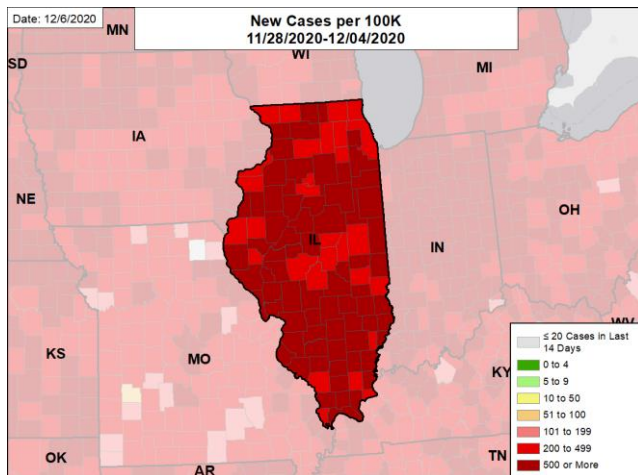 Date: 12/6/2020
New Cases per 100K
11/28/2020-12/04/2020
MN
SD
WI
MI
IA
NE
OH
IL
IN
WV
KS
MO
KY
OK
AR
TN
≤ 20 Cases in Last
14 Days
0 to 4
5 to 9
10 to 50
51 to 100
101 to 199
200 to 499
500 or More